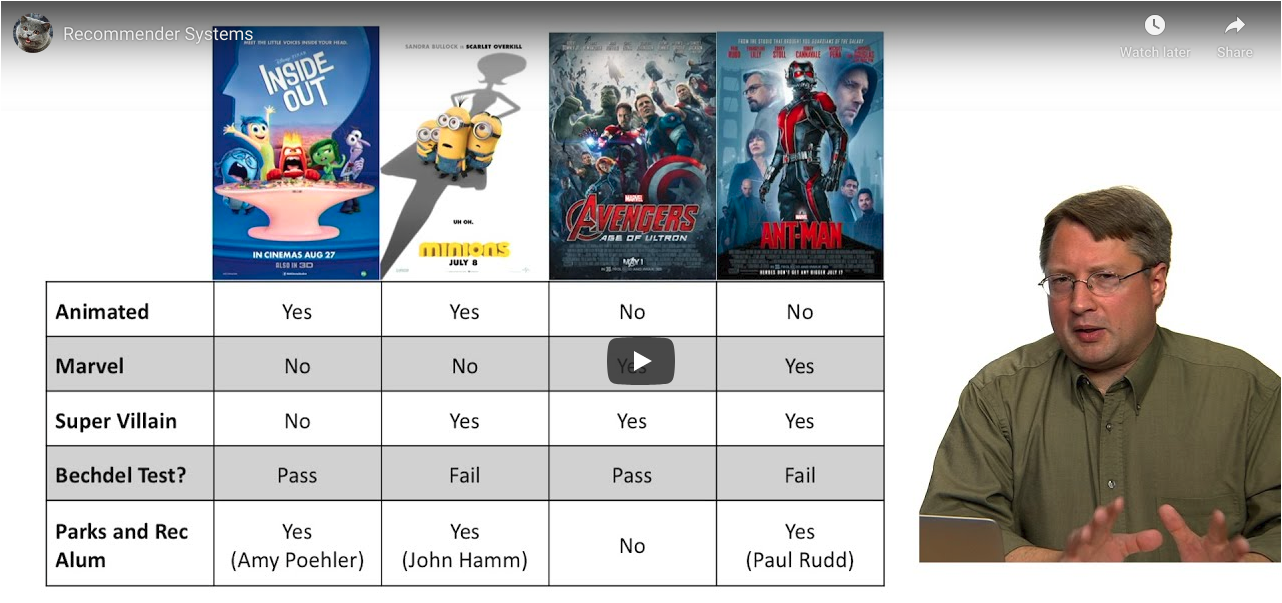 Recommender Systems
Watch later
Share
MEET THE LITTLE VOICES INSIDE YOUR HEAD.
INSIDE
OUT
IN CINEMAS AUG 27
ALSO IN 3D
SANDRA BULLOCK IS SCARLET OVERKILL
UH OH.
minions
JULY 8
MARVEL
AVENGERS
AGE OF ULTRON
MAY 1
FROM THE STUDIO THAT BROUGHT YOU GUARDIANS OF THE GALAXY
MARVEL
ANT-MAN
HEROES DON'T GET ANY BIGGER JULY 17
Animated Yes Yes No No
Marvel No No Yes Yes
Super Villain No Yes Yes Yes
Bechdel Test? Pass Fail Pass Fail
Parks and Rec Yes Yes No Yes
Alum (Amy Poehler) (John Hamm) (Paul Rudd)